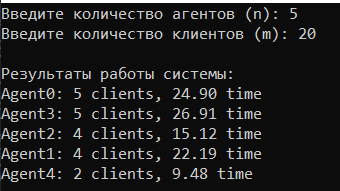 Введите количество агентов (n): 5
Введите количество клиентов (m): 20
Результаты работы системы:
Agent0: 5 clients, 24.90 time
Agent3: 5 clients, 26.91 time
Agent2: 4 clients, 15.12 time
Agent1: 4 clients, 22.19 time
Agent4: 2 clients, 9.48 time